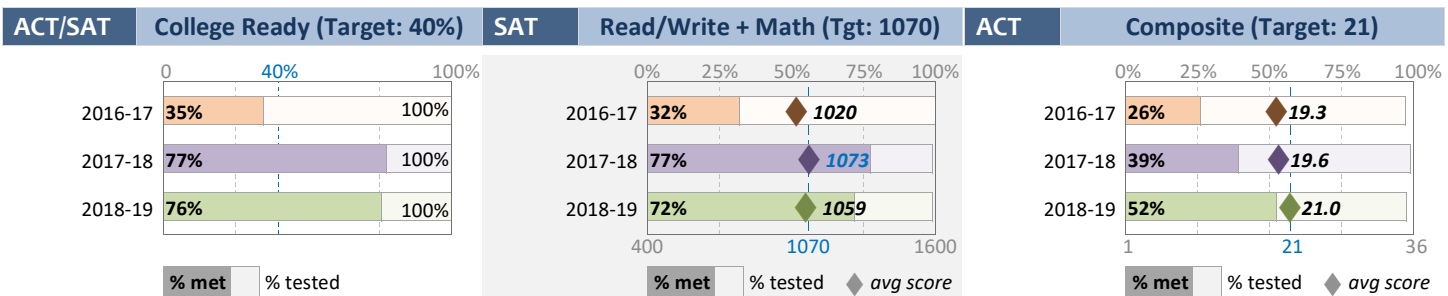 ACT/SAT College Ready (Target: 40%)
0 40% 100%
2016-17 35% 100%
2017-18 77% 100%
2018-19 76% 100%
% met % tested
SAT Read/Write + Math (Tgt: 1070)
0% 25% 50% 75% 100%
2016-17 32% 1020
2017-18 77% 1073
2018-19 72% 1059
400 1070 1600
% met % tested avg score
ACT Composite (Target: 21)
0% 25% 50% 75% 100%
2016-17 26% 19.3
2017-18 39% 19.6
2018-19 52% 21.0
1 21 36
% met % tested avg score